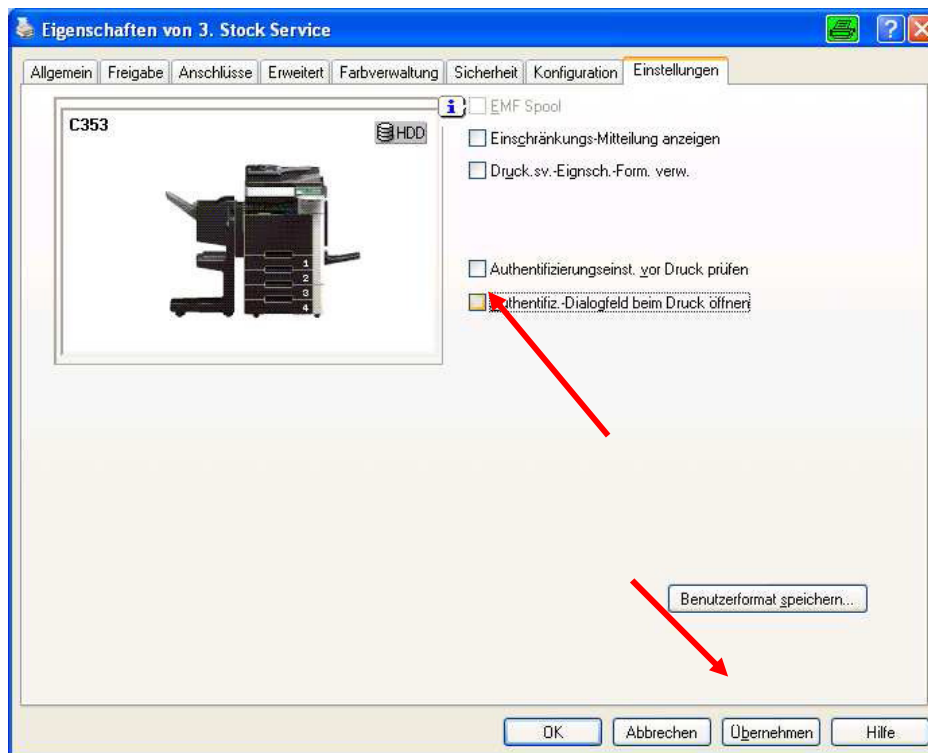 Eigenschaften von 3. Stock Service
Allgemein Freigabe Anschlüsse Erweitert Farbverwaltung Sicherheit Konfiguration Einstellungen
C353
HDD
1
2
3
4
EMF Spool
Einschränkungs-Mitteilung anzeigen
Druck.sv.-Eignsch.-Form. verw.
Authentifizierungseinst. vor Druck prüfen
Authentifiz.-Dialogfeld beim Druck öffnen
Benutzerformat speichern...
OK Abbrechen Übernehmen Hilfe